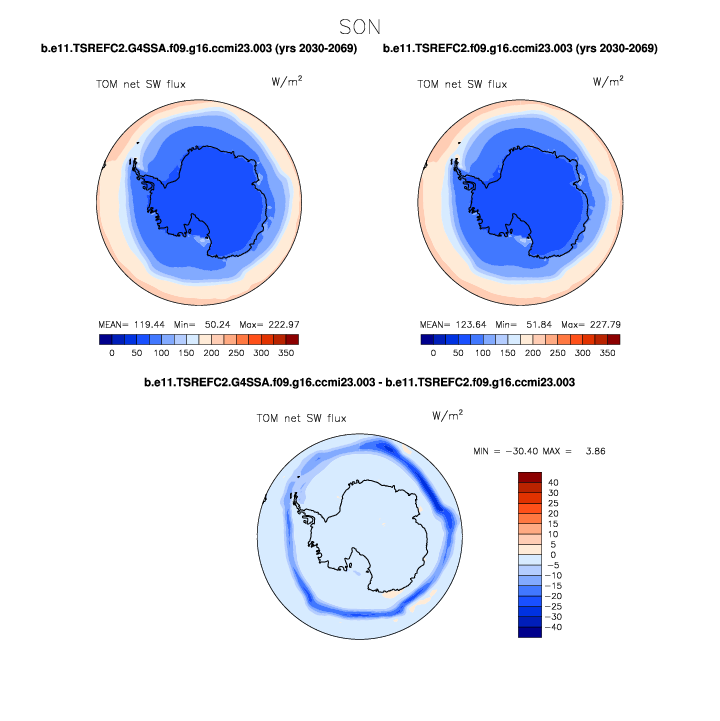 SON
b.e11.TSREFC2.G4SSA.f09.g16.ccmi23.003 (yrs 2030-2069)
b.e11.TSREFC2.f09.g16.ccmi23.003 (yrs 2030-2069)
TOM net SW flux W/m²
TOM net SW flux W/m²
MEAN= 119.44 Min= 50.24 Max= 222.97
MEAN= 123.64 Min= 51.84 Max= 227.79
0 50 100 150 200 250 300 350
0 50 100 150 200 250 300 350
b.e11.TSREFC2.G4SSA.f09.g16.ccmi23.003 - b.e11.TSREFC2.f09.g16.ccmi23.003
TOM net SW flux W/m²
MIN = −30.40 MAX = 3.86
40
30
25
20
15
10
5
0
−5
−10
−15
−20
−25
−30
−40